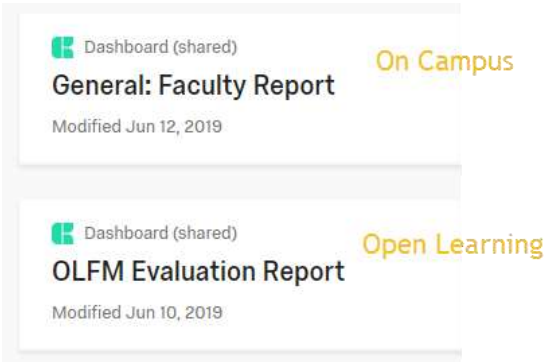 Dashboard (shared)
On Campus
General: Faculty Report
Modified Jun 12, 2019
Dashboard (shared)
Open Learning
OLFM Evaluation Report
Modified Jun 10, 2019